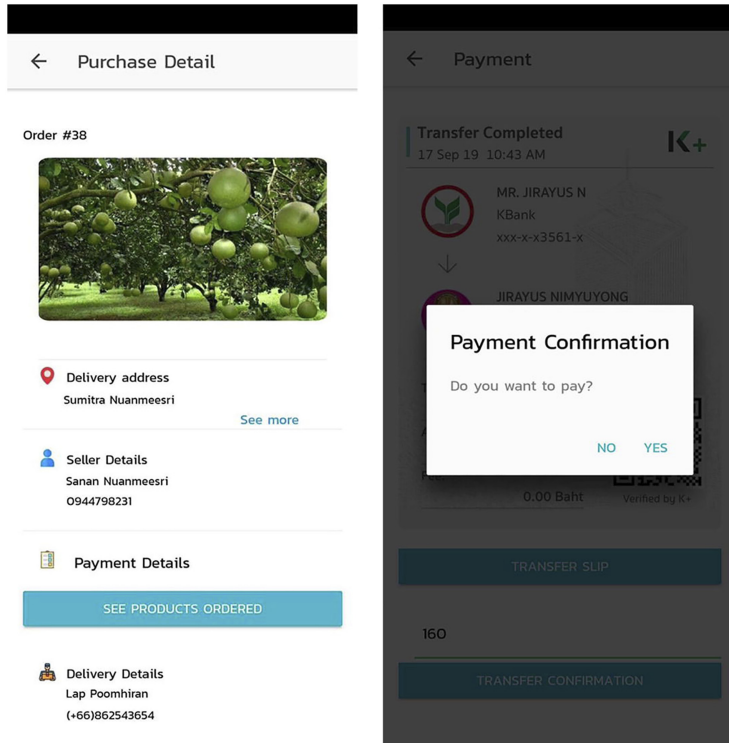 Purchase Detail
Order #38
Delivery address
Sumitra Nuanmeesri
See more
Seller Details
Sanan Nuanmeesri
0944798231
Payment Details
SEE PRODUCTS ORDERED
Delivery Details
Lap Poomhiran
(+66)862543654
Payment
Transfer Completed
K+
17 Sep 19 10:43 AM
MR. JIRAYUS N
KBank
xxx-x-x3561-x
JIRAYUS NIMYUYONG
Payment Confirmation
Do you want to pay?
NO YES
0.00 Baht
Verified by K+
TRANSFER SLIP
160
TRANSFER CONFIRMATION